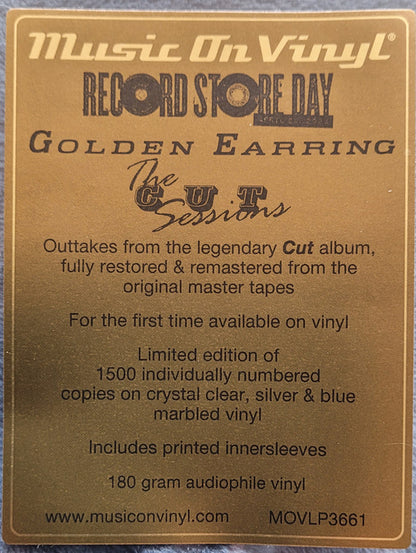 Music On Vinyl®
RECORD STORE DAY
GOLDEN EARRING
The
CUT
Sessions
Outtakes from the legendary Cut album,
fully restored & remastered from the
original master tapes
For the first time available on vinyl
Limited edition of
1500 individually numbered
copies on crystal clear, silver & blue
marbled vinyl
Includes printed innersleeves
180 gram audiophile vinyl
www.musiconvinyl.com MOVLP3661